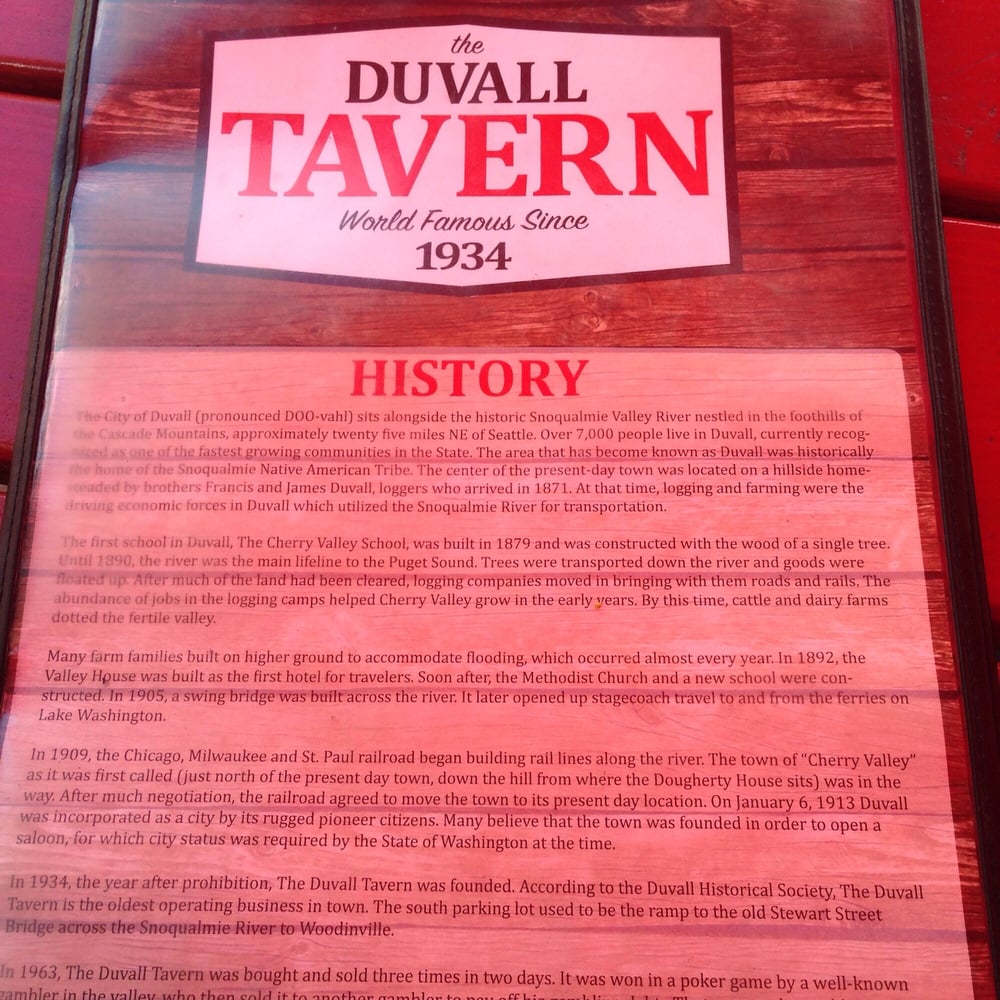 the
DUVALL
TAVERN
World Famous Since
1934
HISTORY
The City of Duvall (pronounced DOO-vahl) sits alongside the historic Snoqualmie Valley River nestled in the foothills of
the Cascade Mountains, approximately twenty five miles NE of Seattle. Over 7,000 people live in Duvall, currently recog-
nized as one of the fastest growing communities in the State. The area that has become known as Duvall was historically
the home of the Snoqualmie Native American Tribe. The center of the present-day town was located on a hillside home-
steaded by brothers Francis and James Duvall, loggers who arrived in 1871. At that time, logging and farming were the
driving economic forces in Duvall which utilized the Snoqualmie River for transportation.
The first school in Duvall, The Cherry Valley School, was built in 1879 and was constructed with the wood of a single tree.
Until 1890, the river was the main lifeline to the Puget Sound. Trees were transported down the river and goods were
floated up. After much of the land had been cleared, logging companies moved in bringing with them roads and rails. The
abundance of jobs in the logging camps helped Cherry Valley grow in the early years. By this time, cattle and dairy farms
dotted the fertile valley.
Many farm families built on higher ground to accommodate flooding, which occurred almost every year. In 1892, the
Valley House was built as the first hotel for travelers. Soon after, the Methodist Church and a new school were con-
structed. In 1905, a swing bridge was built across the river. It later opened up stagecoach travel to and from the ferries on
Lake Washington.
In 1909, the Chicago, Milwaukee and St. Paul railroad began building rail lines along the river. The town of “Cherry Valley”
as it was first called (just north of the present day town, down the hill from where the Dougherty House sits) was in the
way. After much negotiation, the railroad agreed to move the town to its present day location. On January 6, 1913 Duvall
was incorporated as a city by its rugged pioneer citizens. Many believe that the town was founded in order to open a
saloon, for which city status was required by the State of Washington at the time.
In 1934, the year after prohibition, The Duvall Tavern was founded. According to the Duvall Historical Society, The Duvall
Tavern is the oldest operating business in town. The south parking lot used to be the ramp to the old Stewart Street
Bridge across the Snoqualmie River to Woodinville.
In 1963, The Duvall Tavern was bought and sold three times in two days. It was won in a poker game by a well-known
gambler in the valley, who then sold it to another gambler to pay off his gambling